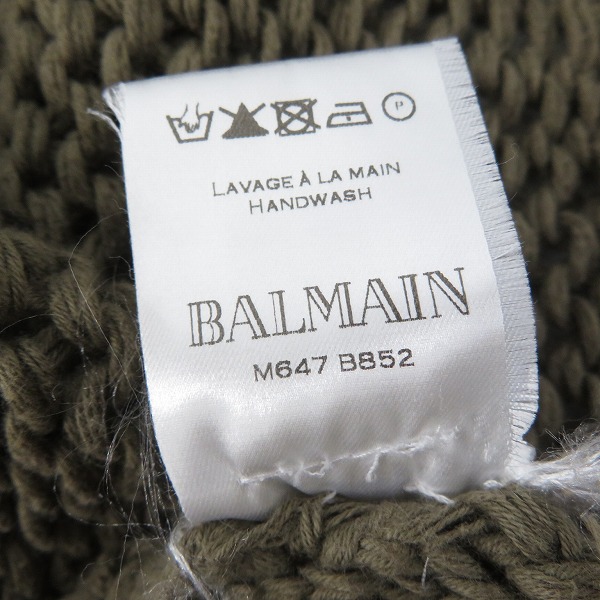 P
LAVAGE À LA MAIN
HANDWASH
BALMAIN
M647 B852